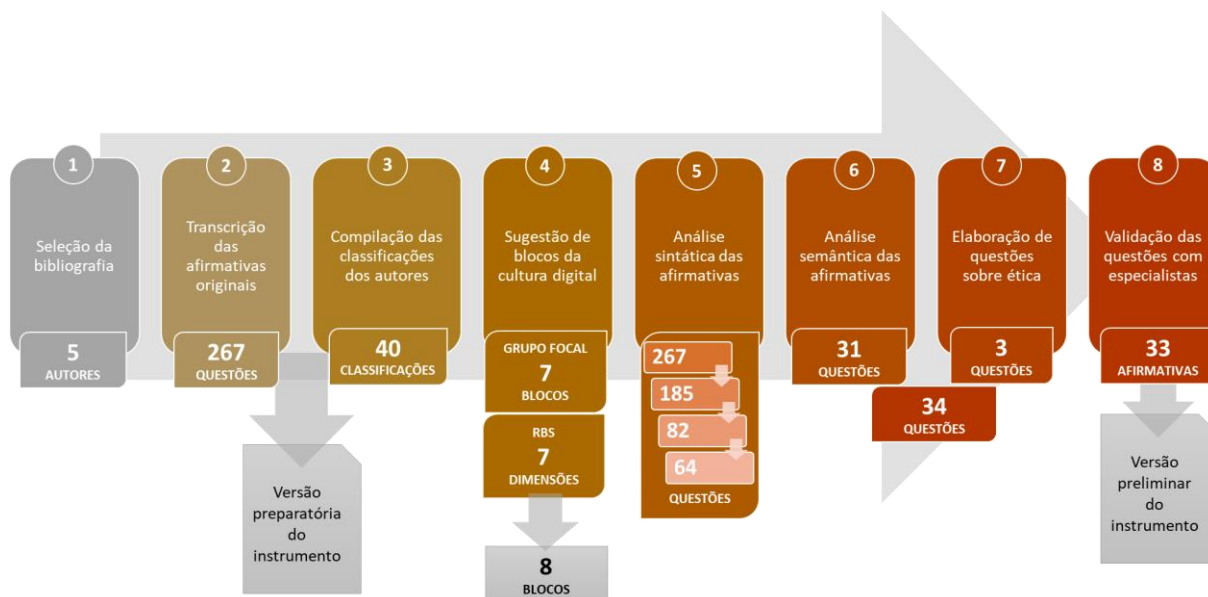 1
Seleção da
bibliografia
5
AUTORES
2
Transcrição
das
afirmativas
originais
267
QUESTÕES
Versão
preparatória
do
instrumento
3
Compilação das
classificações
dos autores
40
CLASSIFICAÇÕES
4
Sugestão de
blocos da
cultura digital
GRUPO FOCAL
7
BLOCOS
RBS
7
DIMENSÕES
8
BLOCOS
5
Análise
sintática das
afirmativas
267
185
82
64
QUESTÕES
6
Análise
semântica das
afirmativas
31
QUESTÕES
7
Elaboração de
questões sobre
ética
3
QUESTÕES
34
QUESTÕES
8
Validação das
questões com
especialistas
33
AFIRMATIVAS
Versão
preliminar
do
instrumento